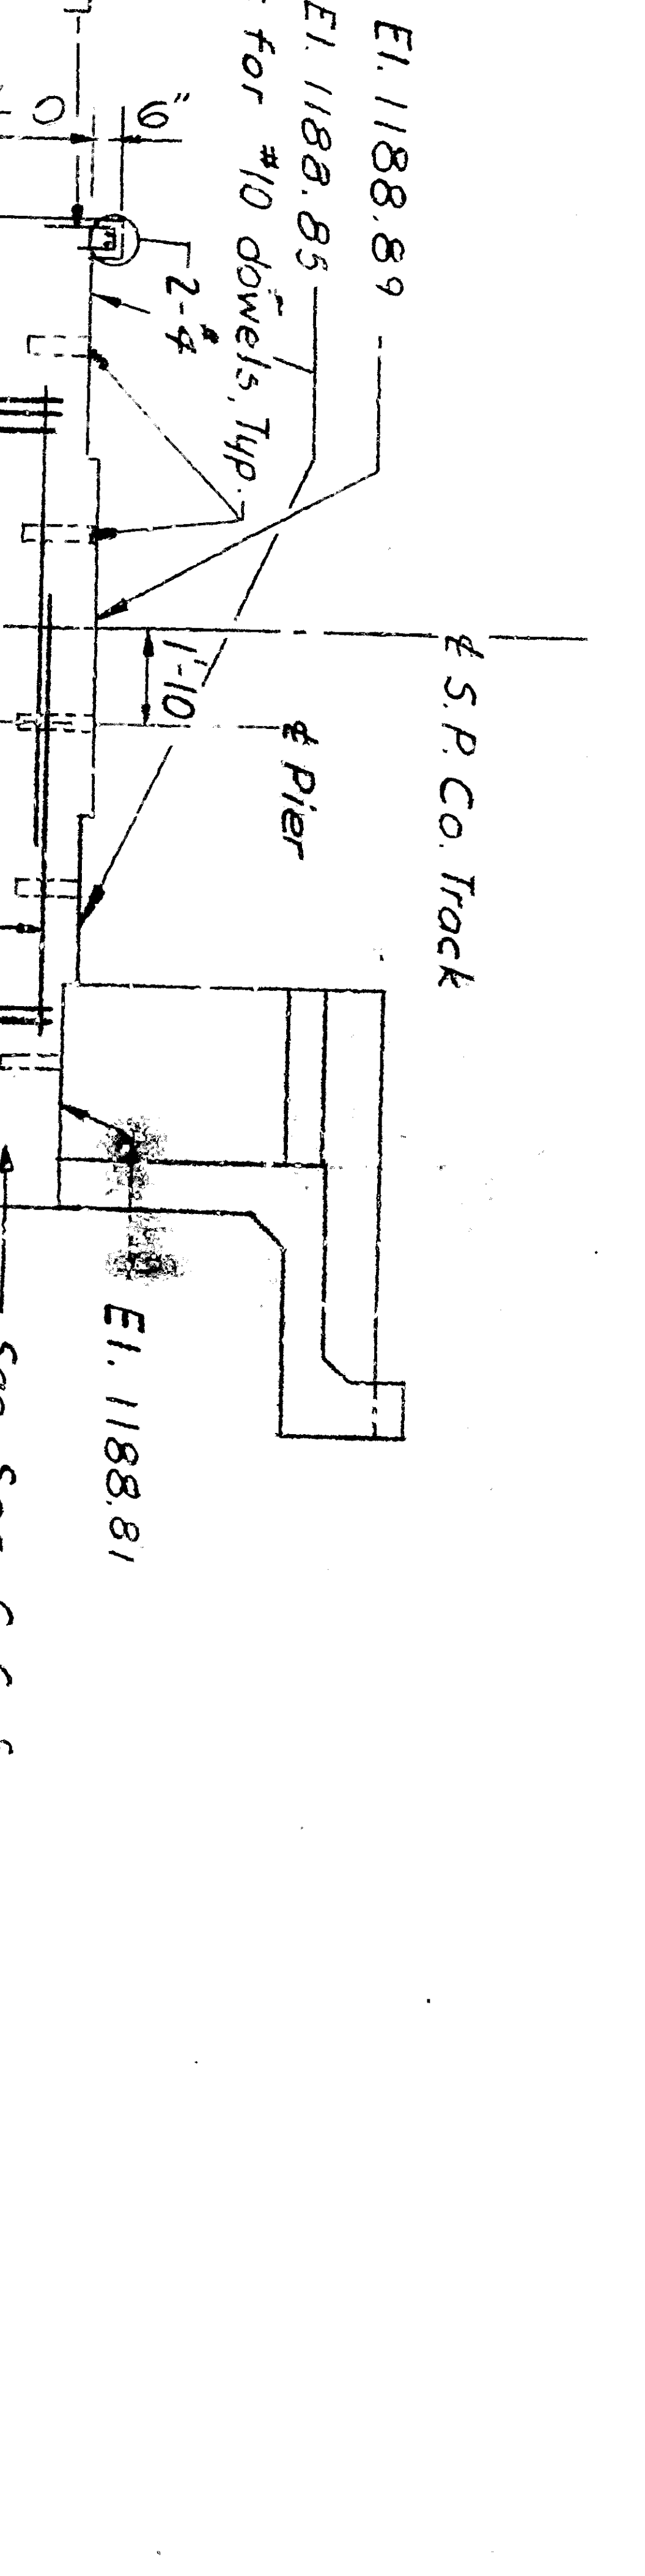 El. 1188.89
El. 1188.85
for #10 dowels, Typ.
6"
0
2-#4
℄ S.P. Co. Track
1'-10
℄ Pier
El. 1188.81